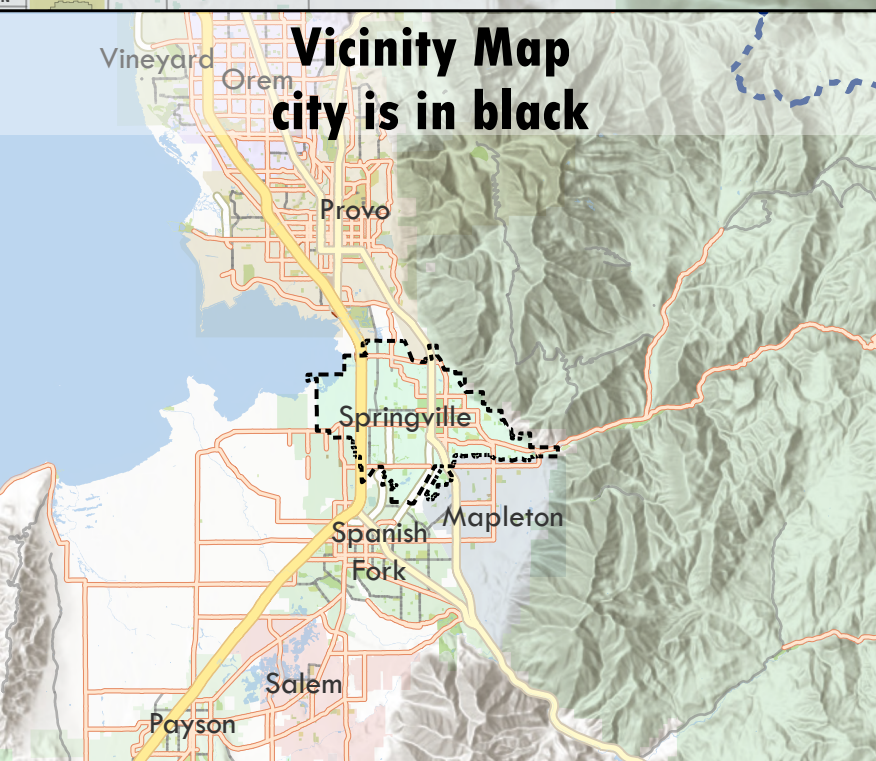 Vicinity Map
city is in black
Vineyard
Orem
Provo
Springville
Mapleton
Spanish
Fork
Salem
Payson